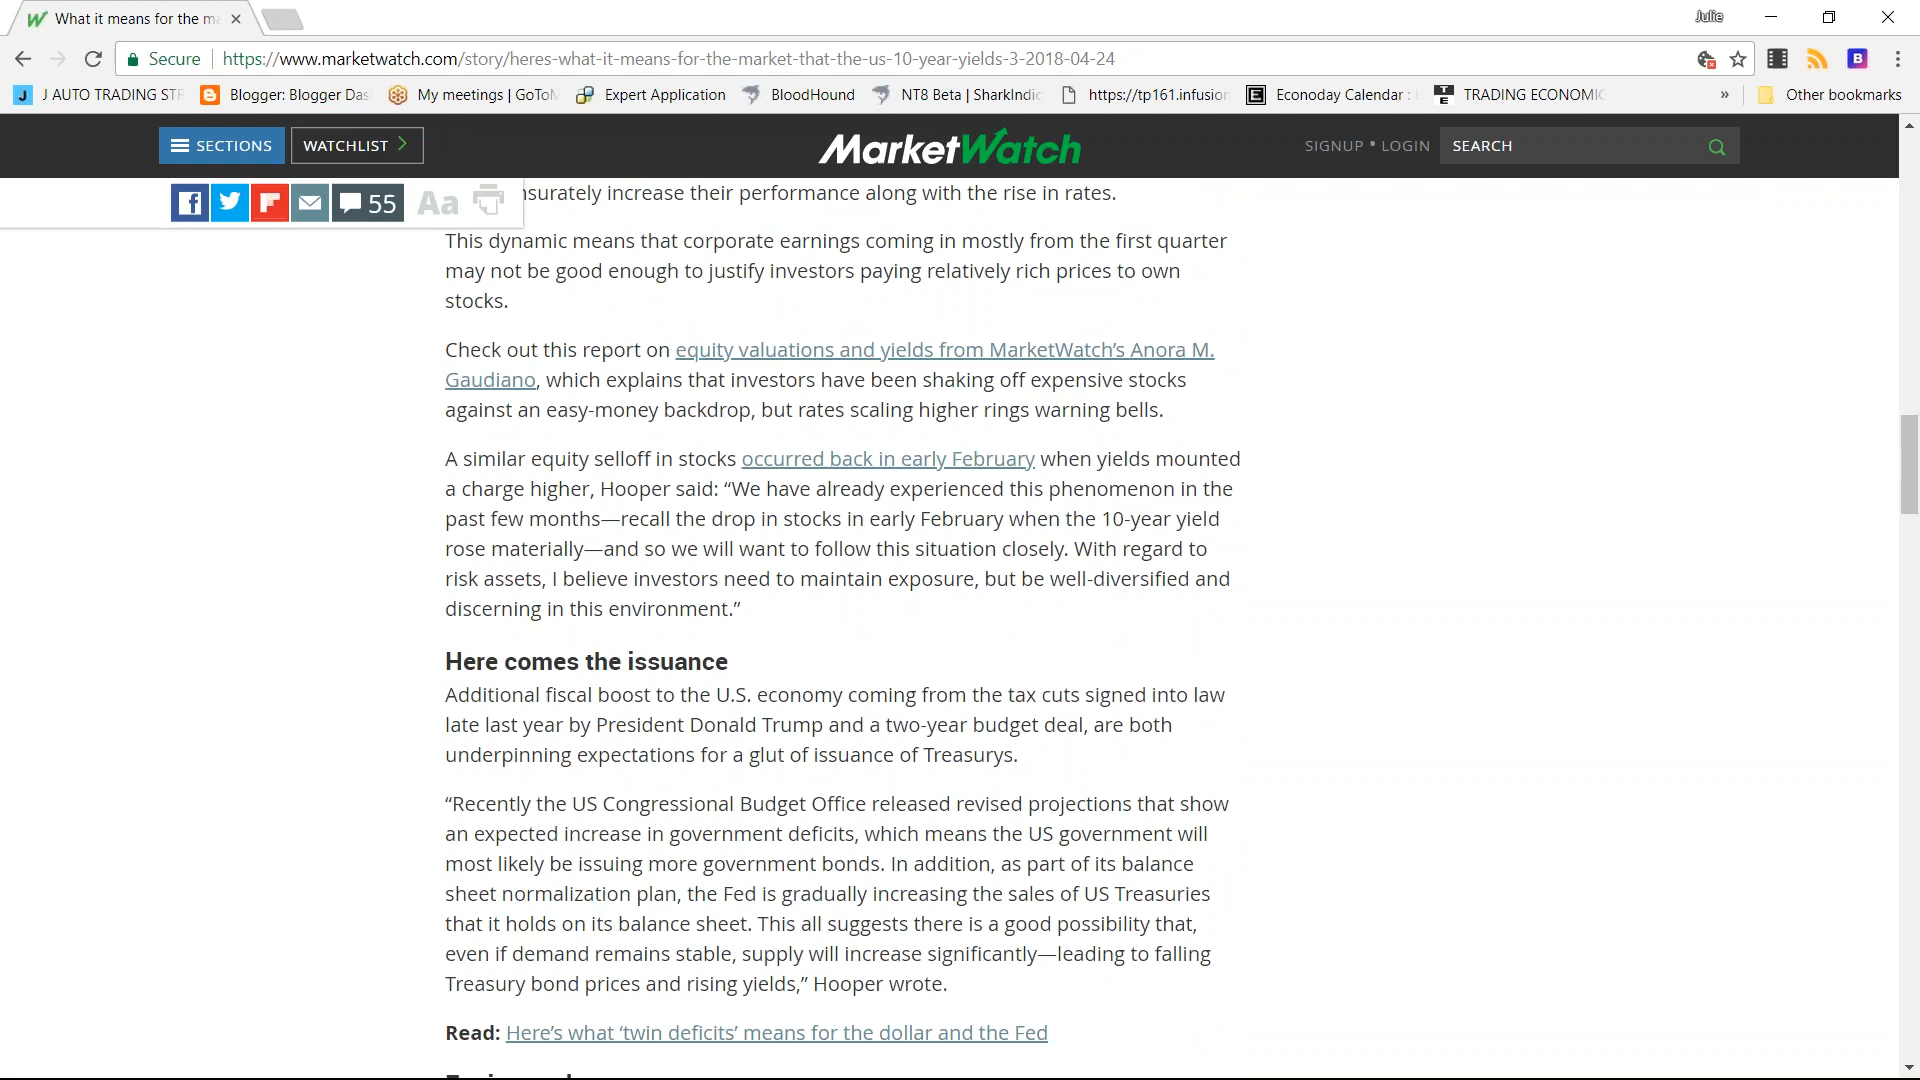 What it means for the ma
Julie
Secure
https://www.marketwatch.com/story/heres-what-it-means-for-the-market-that-the-us-10-year-yields-3-2018-04-24
J AUTO TRADING STR
Blogger: Blogger Das
My meetings | GoToM
Expert Application
BloodHound
NT8 Beta | SharkIndic
https://tp161.infusion
Econoday Calendar :
TRADING ECONOMIC
»
Other bookmarks
SECTIONS
WATCHLIST
MarketWatch
SIGNUP • LOGIN
SEARCH
55
Aa
nsurately increase their performance along with the rise in rates.
This dynamic means that corporate earnings coming in mostly from the first quarter
may not be good enough to justify investors paying relatively rich prices to own
stocks.
Check out this report on equity valuations and yields from MarketWatch’s Anora M.
Gaudiano, which explains that investors have been shaking off expensive stocks
against an easy-money backdrop, but rates scaling higher rings warning bells.
A similar equity selloff in stocks occurred back in early February when yields mounted
a charge higher, Hooper said: “We have already experienced this phenomenon in the
past few months—recall the drop in stocks in early February when the 10-year yield
rose materially—and so we will want to follow this situation closely. With regard to
risk assets, I believe investors need to maintain exposure, but be well-diversified and
discerning in this environment.”
Here comes the issuance
Additional fiscal boost to the U.S. economy coming from the tax cuts signed into law
late last year by President Donald Trump and a two-year budget deal, are both
underpinning expectations for a glut of issuance of Treasurys.
“Recently the US Congressional Budget Office released revised projections that show
an expected increase in government deficits, which means the US government will
most likely be issuing more government bonds. In addition, as part of its balance
sheet normalization plan, the Fed is gradually increasing the sales of US Treasuries
that it holds on its balance sheet. This all suggests there is a good possibility that,
even if demand remains stable, supply will increase significantly—leading to falling
Treasury bond prices and rising yields,” Hooper wrote.
Read: Here’s what ‘twin deficits’ means for the dollar and the Fed